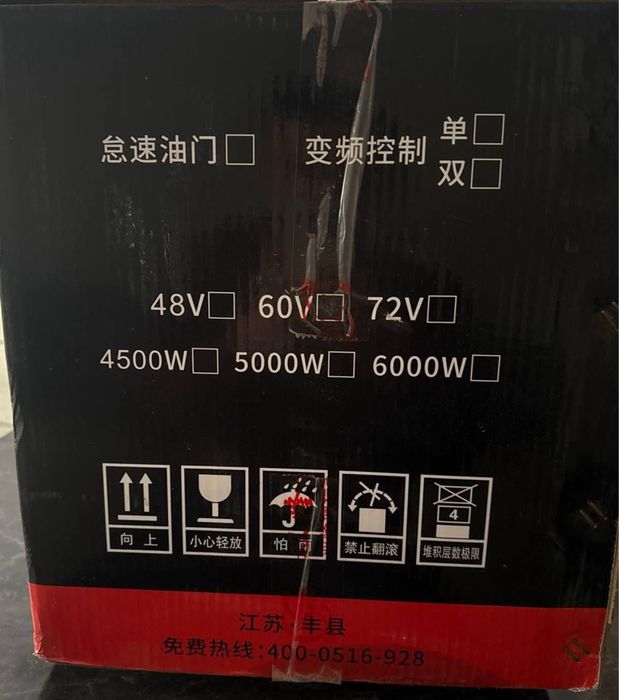 怠速油门□ 变频控制 单□
双□
48V□ 60V□ 72V□
4500W□ 5000W□ 6000W□
4
向上 小心轻放 怕雨 禁止翻滚 堆积层数极限
江苏·丰县
免费热线:400-0516-928